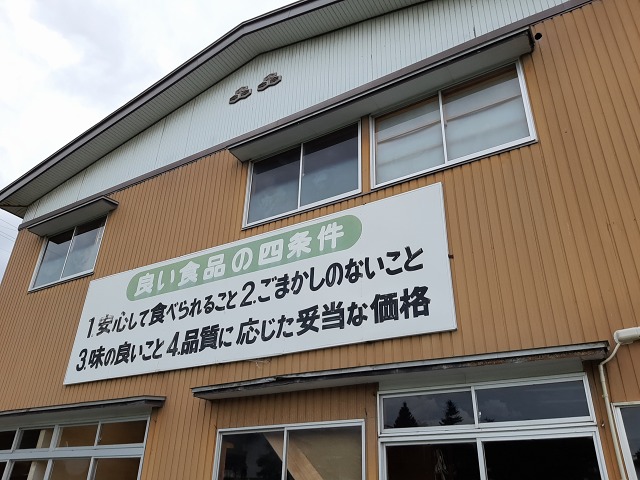 良い食品の四条件
1.安心して食べられること 2.ごまかしのないこと
3.味の良いこと 4.品質に応じた妥当な価格